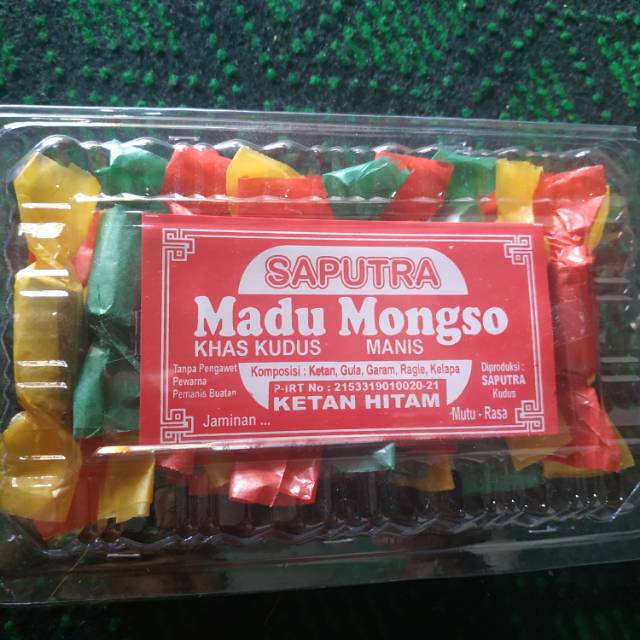 SAPUTRA
Madu Mongso
KHAS KUDUS MANIS
Tanpa Pengawet
Pewarna
Pemanis Buatan
Komposisi : Ketan, Gula, Garam, Ragie, Kelapa
P-iRT No : 2153319010020-21
KETAN HITAM
Diproduksi :
SAPUTRA
Kudus
Jaminan ...
Mutu - Rasa